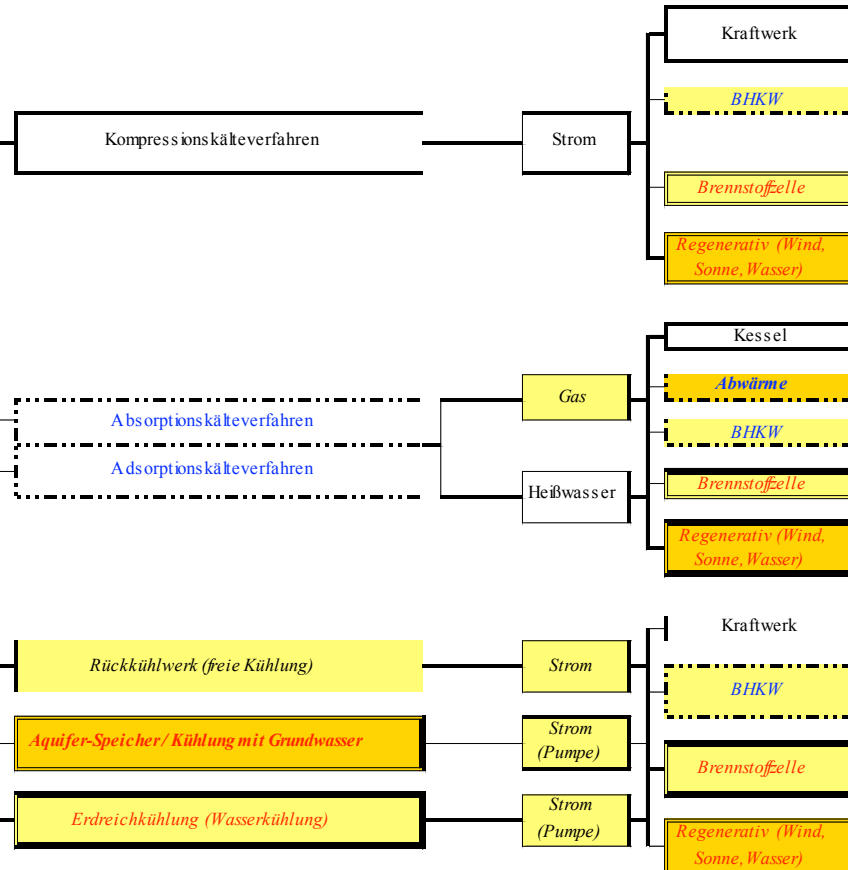 Kraftwerk
BHKW
Kompressionskälteverfahren
Strom
Brennstoffzelle
Regenerativ (Wind,
Sonne, Wasser)
Kessel
Abwärme
Gas
Absorptionskälteverfahren
BHKW
Adsorptionskälteverfahren
Brennstoffzelle
Heißwasser
Regenerativ (Wind,
Sonne, Wasser)
Kraftwerk
Rückkühlwerk (freie Kühlung)
Strom
BHKW
Aquifer-Speicher / Kühlung mit Grundwasser
Strom
(Pumpe)
Brennstoffzelle
Erdreichkühlung (Wasserkühlung)
Strom
(Pumpe)
Regenerativ (Wind,
Sonne, Wasser)